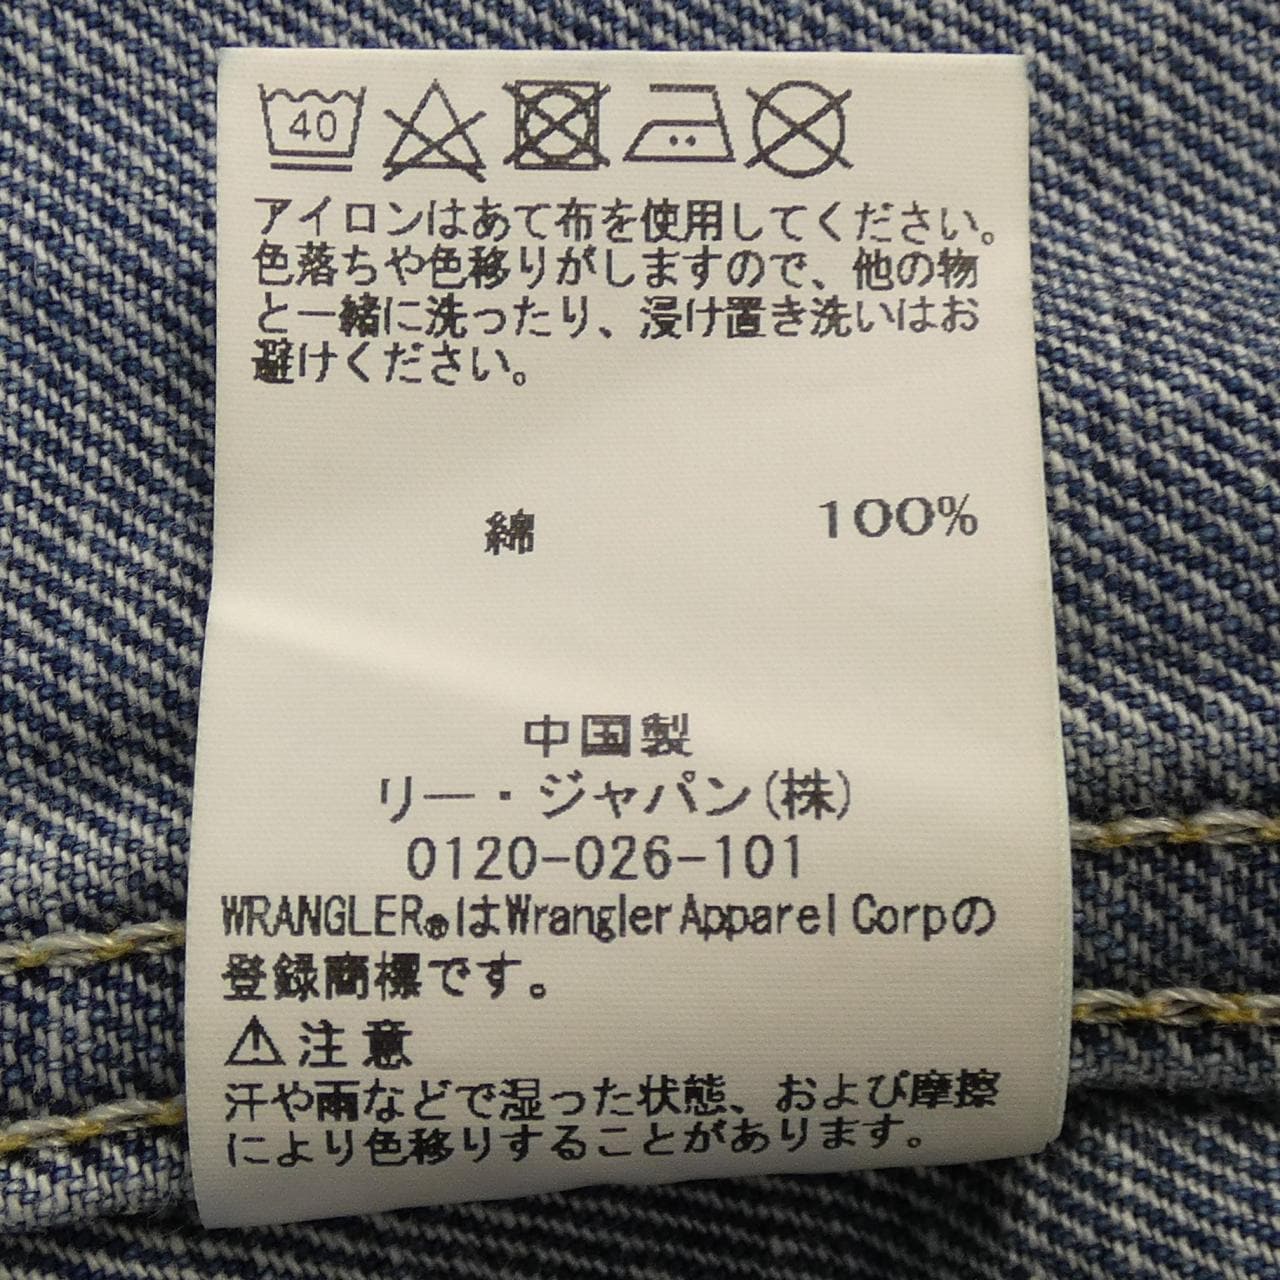 40
アイロンはあて布を使用してください。
色落ちや色移りがしますので、他の物
と一緒に洗ったり、浸け置き洗いはお
避けください。
綿 100%
中国製
リー・ジャパン(株)
0120-026-101
WRANGLER®はWrangler Apparel Corpの
登録商標です。
⚠注意
汗や雨などで湿った状態、および摩擦
により色移りすることがあります。